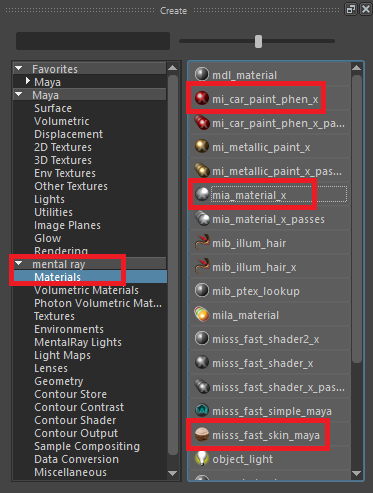 Create
Favorites
Maya
Maya
Surface
Volumetric
Displacement
2D Textures
3D Textures
Env Textures
Other Textures
Lights
Utilities
Image Planes
Glow
Rendering
mental ray
Materials
Volumetric Materials
Photon Volumetric Mat...
Textures
Environments
MentalRay Lights
Light Maps
Lenses
Geometry
Contour Store
Contour Contrast
Contour Shader
Contour Output
Sample Compositing
Data Conversion
Miscellaneous
mdl_material
mi_car_paint_phen_x
mi_car_paint_phen_x_pa...
mi_metallic_paint_x
mi_metallic_paint_x_pas...
mia_material_x
mia_material_x_passes
mib_illum_hair
mib_illum_hair_x
mib_ptex_lookup
mila_material
misss_fast_shader2_x
misss_fast_shader_x
misss_fast_shader_x_pas...
misss_fast_simple_maya
misss_fast_skin_maya
object_light